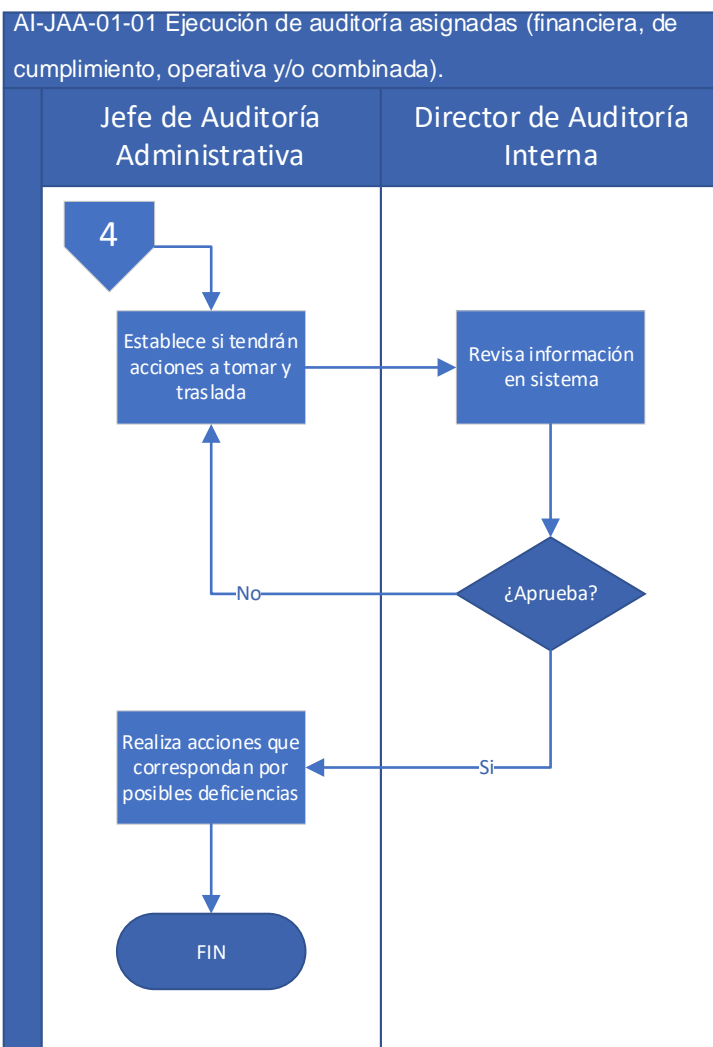 AI-JAA-01-01 Ejecución de auditoría asignadas (financiera, de
cumplimiento, operativa y/o combinada).
Jefe de Auditoría
Administrativa
Director de Auditoría
Interna
4
Establece si tendrán
acciones a tomar y
traslada
Revisa información
en sistema
¿Aprueba?
No
Realiza acciones que
correspondan por
posibles deficiencias
Si
FIN